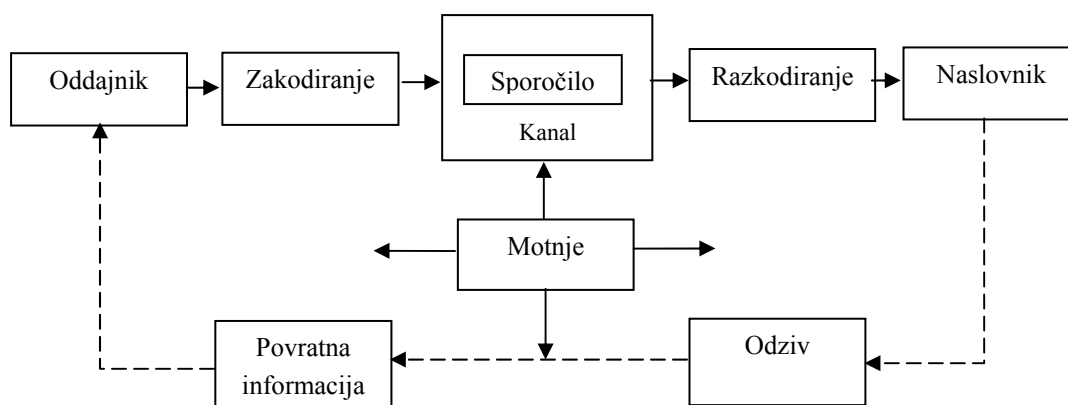 Oddajnik
Zakodiranje
Sporočilo
Kanal
Razkodiranje
Naslovnik
Motnje
Povratna
informacija
Odziv